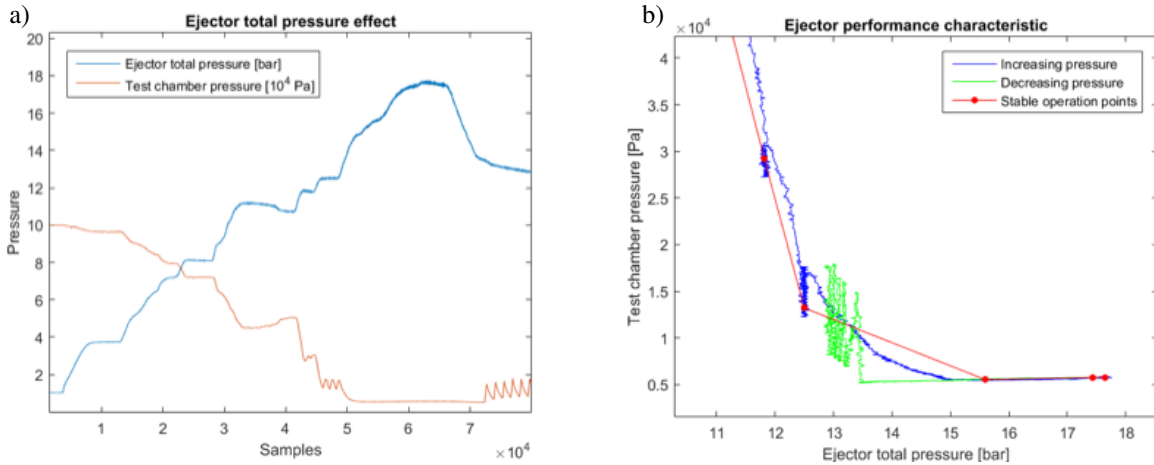 a)
Ejector total pressure effect
20
18
16
14
12
10
8
6
4
2
Pressure
Ejector total pressure [bar]
Test chamber pressure [10⁴ Pa]
1 2 3 4 5 6 7
Samples
×10⁴
b)
Ejector performance characteristic
×10⁴
4
3.5
3
2.5
2
1.5
1
0.5
Test chamber pressure [Pa]
Increasing pressure
Decreasing pressure
Stable operation points
11 12 13 14 15 16 17 18
Ejector total pressure [bar]